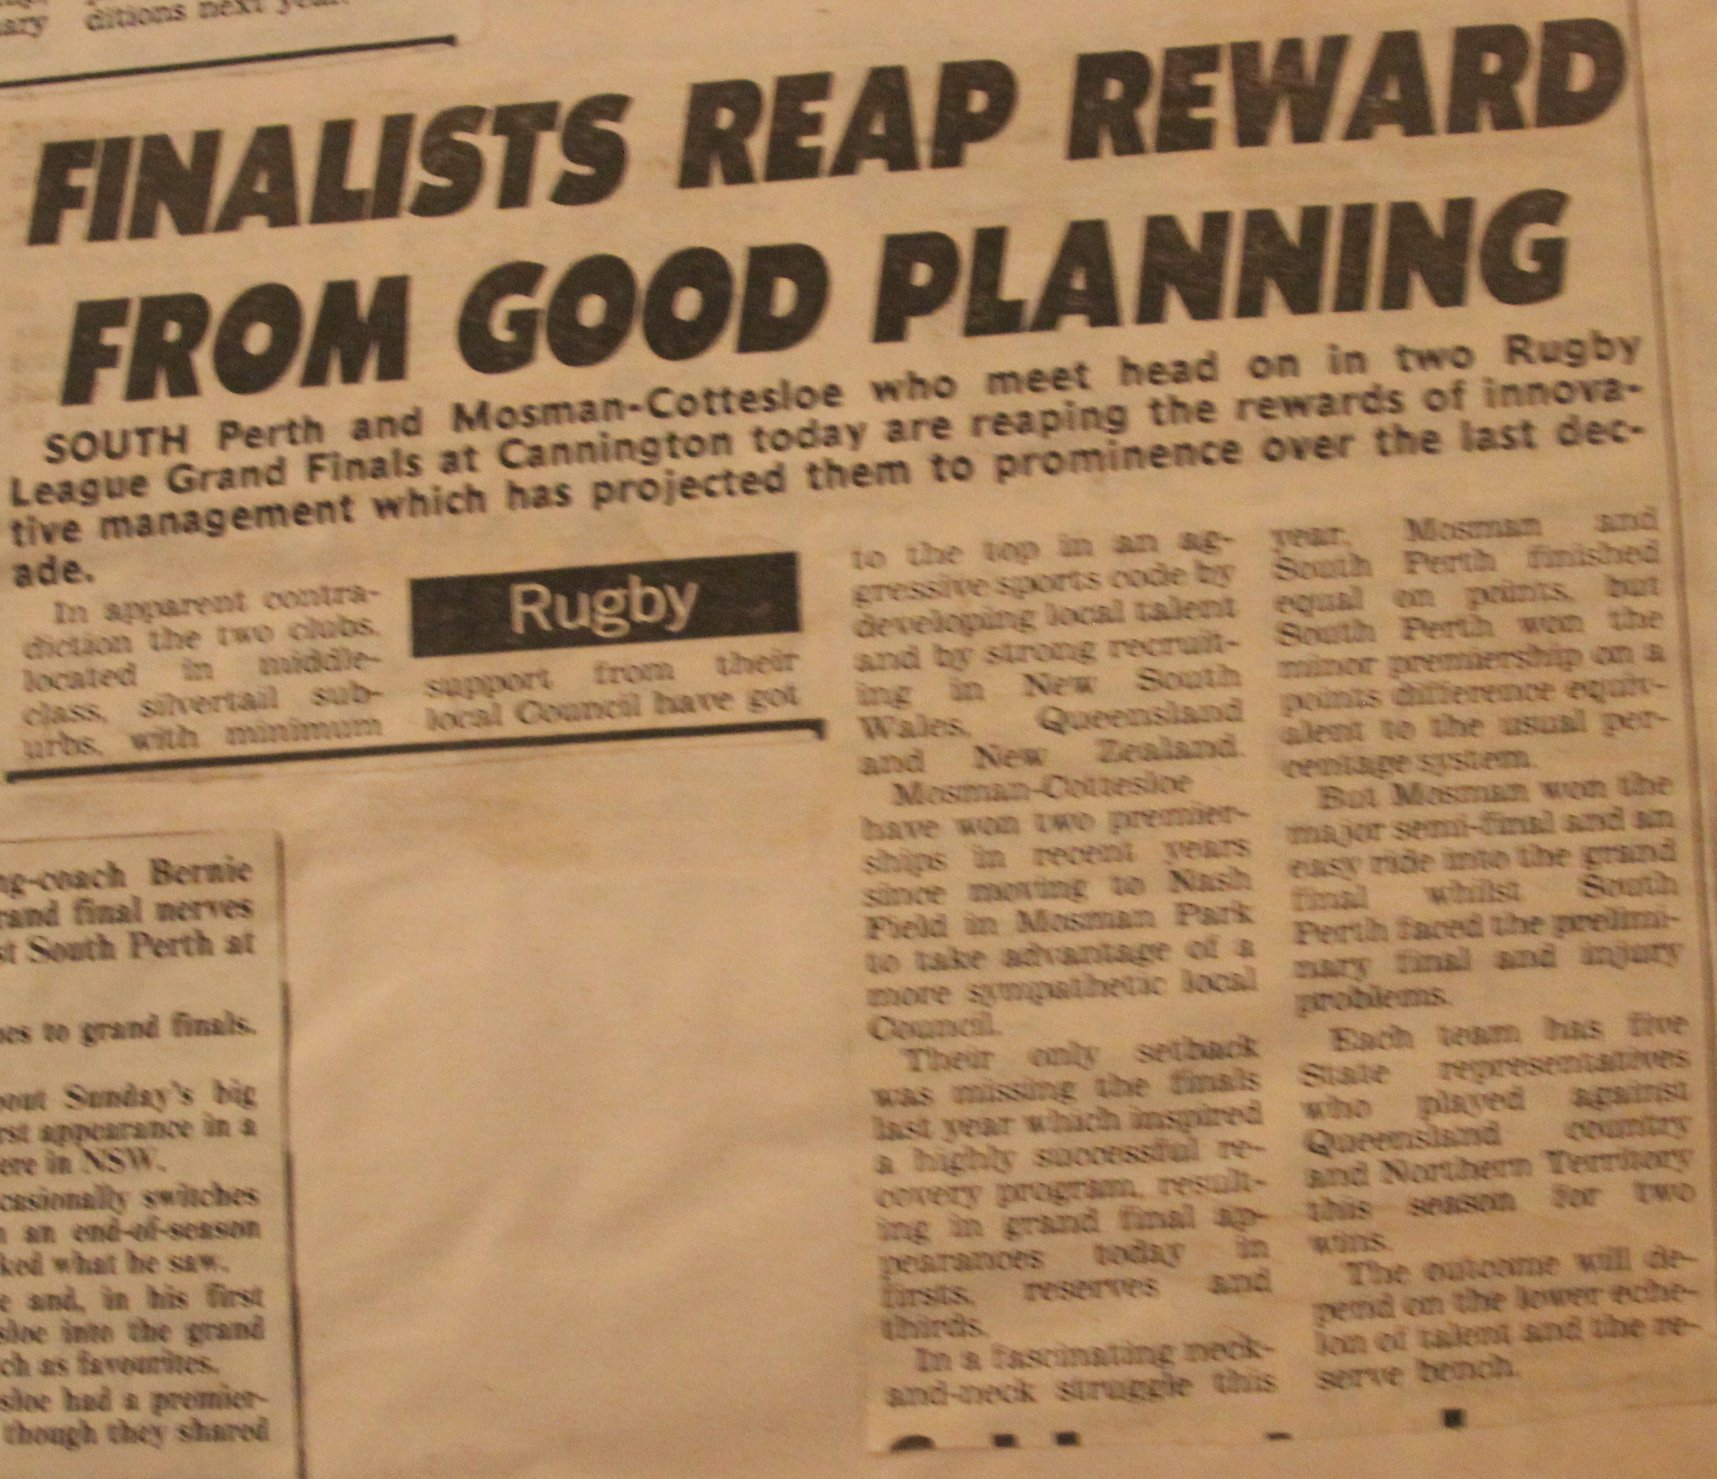 ary ditions next year.
FINALISTS REAP REWARD
FROM GOOD PLANNING
SOUTH Perth and Mosman-Cottesloe who meet head on in two Rugby
League Grand Finals at Cannington today are reaping the rewards of innova-
tive management which has projected them to prominence over the last dec-
ade.
In apparent contra-
diction the two clubs,
located in middle-
class, silvertail sub-
urbs, with minimum
Rugby
support from their
local Council have got
to the top in an ag-
gressive sports code by
developing local talent
and by strong recruit-
ing in New South
Wales, Queensland
and New Zealand.
Mosman-Cottesloe
have won two premier-
ships in recent years
since moving to Nash
Field in Mosman Park
to take advantage of a
more sympathetic local
Council.
Their only setback
was missing the finals
last year which inspired
a highly successful re-
covery program, result-
ing in grand final ap-
pearances today in
firsts, reserves and
thirds.
In a fascinating neck-
and-neck struggle this
year, Mosman and
South Perth finished
equal on points, but
South Perth won the
minor premiership on a
points difference equiv-
alent to the usual per-
centage system.
But Mosman won the
major semi-final and an
easy ride into the grand
final whilst South
Perth faced the prelimi-
nary final and injury
problems.
Each team has five
State representatives
who played against
Queensland country
and Northern Territory
this season for two
wins.
The outcome will de-
pend on the lower eche-
lon of talent and the re-
serve bench.
ng-coach Bernie
rand final nerves
st South Perth at
es to grand finals.
out Sunday's big
rst appearance in a
ere in NSW.
casionally switches
an end-of-season
ked what he saw.
e and, in his first
sloe into the grand
ch as favourites.
sloe had a premier-
though they shared